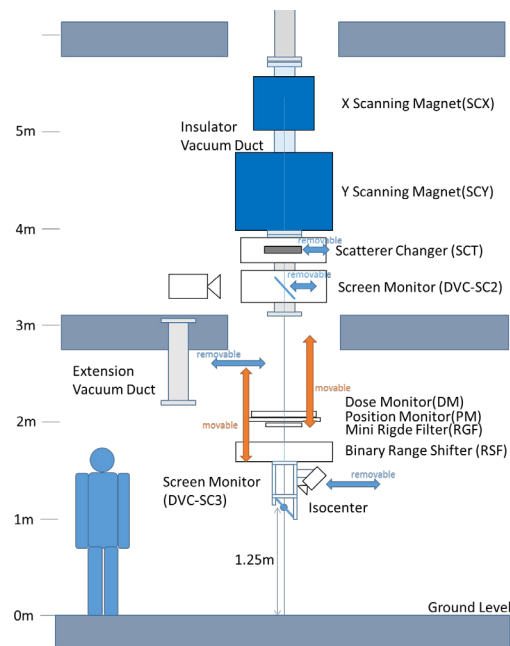 X Scanning Magnet(SCX)
Insulator
Vacuum Duct
5m
Y Scanning Magnet(SCY)
4m
removable
Scatterer Changer (SCT)
removable
Screen Monitor (DVC-SC2)
3m
removable
Extension
Vacuum Duct
movable
Dose Monitor(DM)
Position Monitor(PM)
Mini Rigde Filter(RGF)
2m
movable
Binary Range Shifter (RSF)
Screen Monitor
(DVC-SC3)
removable
Isocenter
1m
1.25m
Ground Level
0m